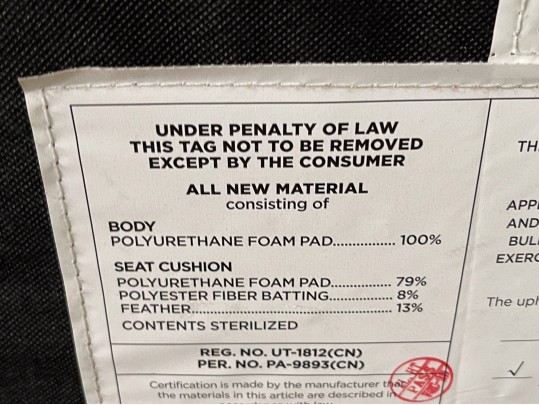 UNDER PENALTY OF LAW
THIS TAG NOT TO BE REMOVED
EXCEPT BY THE CONSUMER
ALL NEW MATERIAL
consisting of
BODY
POLYURETHANE FOAM PAD................ 100%
SEAT CUSHION
POLYURETHANE FOAM PAD............... 79%
POLYESTER FIBER BATTING............... 8%
FEATHER................................................... 13%
CONTENTS STERILIZED
REG. NO. UT-1812(CN)
PER. NO. PA-9893(CN)
Certification is made by the manufacturer that
the materials in this article are described in
TH
APP
AND
BUL
EXERC
The uph